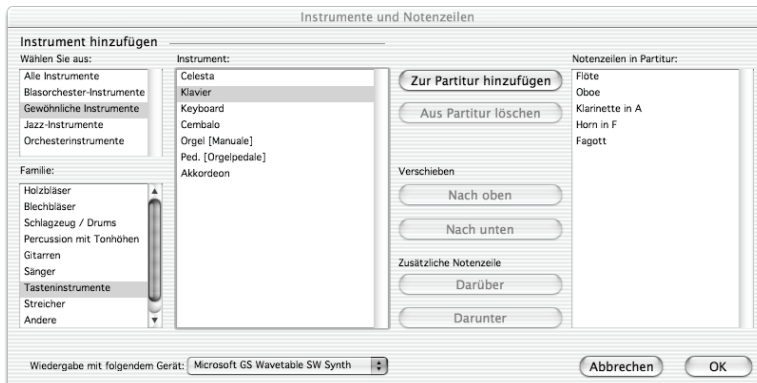 Instrumente und Notenzeilen
Instrument hinzufügen
Wählen Sie aus:
Alle Instrumente
Blasorchester-Instrumente
Gewöhnliche Instrumente
Jazz-Instrumente
Orchesterinstrumente
Familie:
Holzbläser
Blechbläser
Schlagzeug / Drums
Percussion mit Tonhöhen
Gitarren
Sänger
Tasteninstrumente
Streicher
Andere
Instrument:
Celesta
Klavier
Keyboard
Cembalo
Orgel [Manuale]
Ped. [Orgelpedale]
Akkordeon
Zur Partitur hinzufügen
Aus Partitur löschen
Verschieben
Nach oben
Nach unten
Zusätzliche Notenzeile
Darüber
Darunter
Notenzeilen in Partitur:
Flöte
Oboe
Klarinette in A
Horn in F
Fagott
Wiedergabe mit folgendem Gerät: Microsoft GS Wavetable SW Synth
Abbrechen
OK